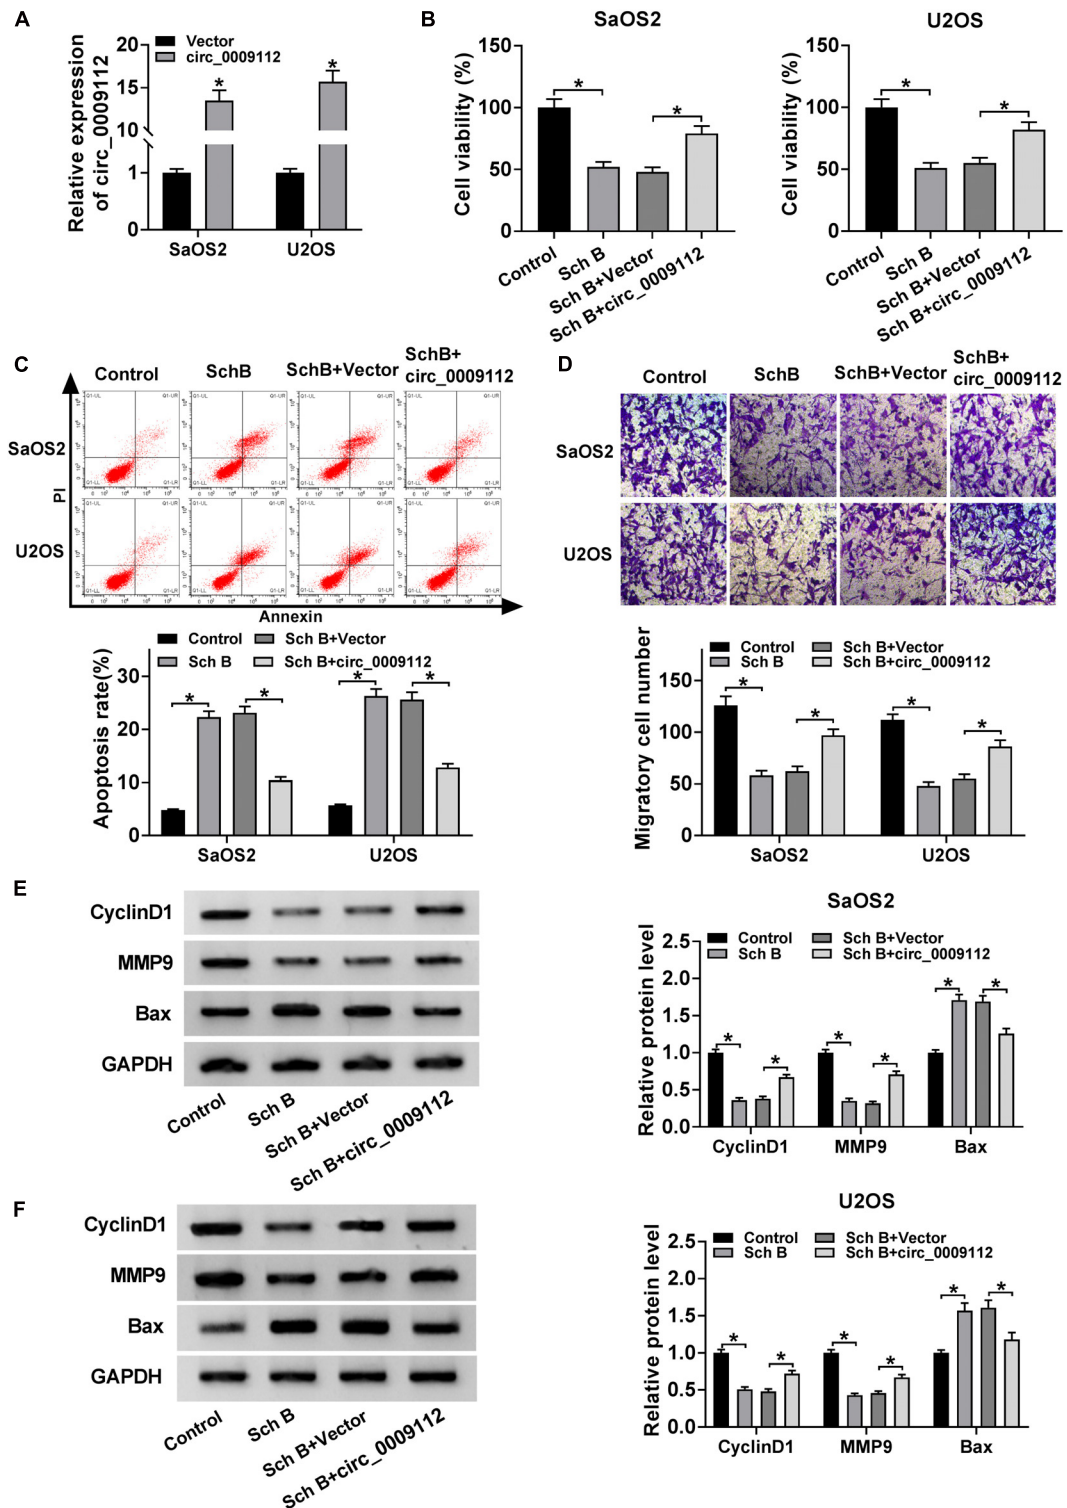 A
Relative expression
of circ_0009112
20
15
10
1
0
Vector
circ_0009112
*
*
SaOS2
U2OS
B
SaOS2
Cell viability (%)
150
100
50
0
*
*
Control
Sch B
Sch B+Vector
Sch B+circ_0009112
U2OS
Cell viability (%)
150
100
50
0
*
*
Control
Sch B
Sch B+Vector
Sch B+circ_0009112
C
Control
SchB
SchB+Vector
SchB+
circ_0009112
SaOS2
U2OS
PI
Annexin
Control
Sch B
Sch B+Vector
Sch B+circ_0009112
Apoptosis rate(%)
30
20
10
0
*
*
*
*
SaOS2
U2OS
D
Control
SchB
SchB+Vector
SchB+
circ_0009112
SaOS2
U2OS
Migratory cell number
150
100
50
0
Control
Sch B
Sch B+Vector
Sch B+circ_0009112
*
*
*
*
SaOS2
U2OS
E
CyclinD1
MMP9
Bax
GAPDH
Control
Sch B
Sch B+Vector
Sch B+circ_0009112
SaOS2
Relative protein level
2.5
2.0
1.5
1.0
0.5
0.0
Control
Sch B
Sch B+Vector
Sch B+circ_0009112
*
*
*
*
*
*
CyclinD1
MMP9
Bax
F
CyclinD1
MMP9
Bax
GAPDH
Control
Sch B
Sch B+Vector
Sch B+circ_0009112
U2OS
Relative protein level
2.5
2.0
1.5
1.0
0.5
0.0
Control
Sch B
Sch B+Vector
Sch B+circ_0009112
*
*
*
*
*
*
CyclinD1
MMP9
Bax